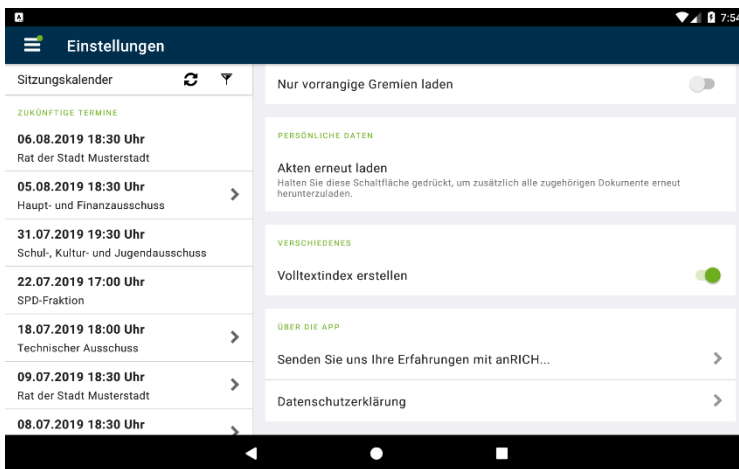 7:54
Einstellungen
Sitzungskalender
ZUKÜNFTIGE TERMINE
06.08.2019 18:30 Uhr
Rat der Stadt Musterstadt
05.08.2019 18:30 Uhr
Haupt- und Finanzausschuss
31.07.2019 19:30 Uhr
Schul-, Kultur- und Jugendausschuss
22.07.2019 17:00 Uhr
SPD-Fraktion
18.07.2019 18:00 Uhr
Technischer Ausschuss
09.07.2019 18:30 Uhr
Rat der Stadt Musterstadt
08.07.2019 18:30 Uhr
Nur vorrangige Gremien laden
PERSÖNLICHE DATEN
Akten erneut laden
Halten Sie diese Schaltfläche gedrückt, um zusätzlich alle zugehörigen Dokumente erneut
herunterzuladen.
VERSCHIEDENES
Volltextindex erstellen
ÜBER DIE APP
Senden Sie uns Ihre Erfahrungen mit anRICH...
Datenschutzerklärung